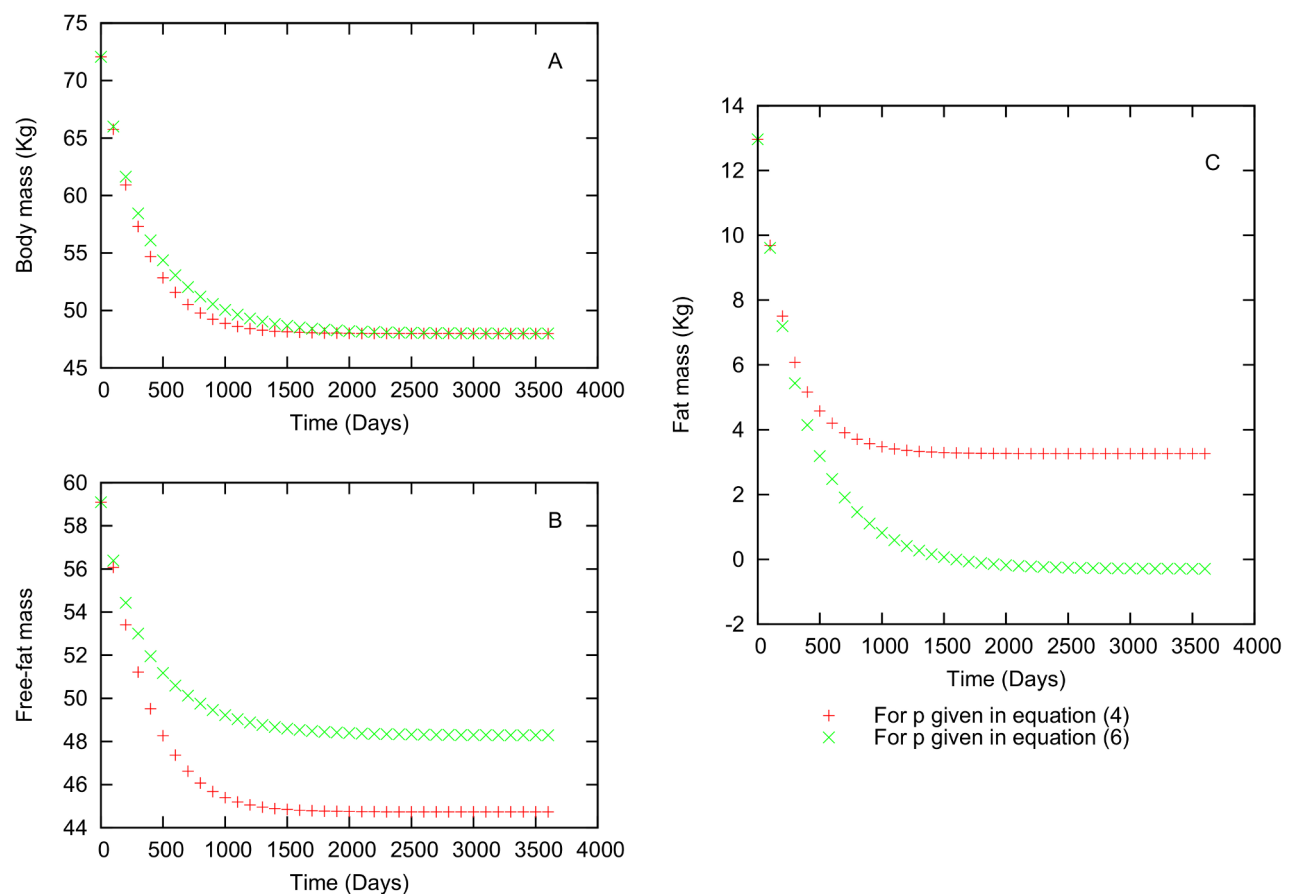 75
70
65
60
55
50
45
Body mass (Kg)
A
0 500 1000 1500 2000 2500 3000 3500 4000
Time (Days)
60
58
56
54
52
50
48
46
44
Free-fat mass
B
0 500 1000 1500 2000 2500 3000 3500 4000
Time (Days)
14
12
10
8
6
4
2
0
-2
Fat mass (Kg)
C
0 500 1000 1500 2000 2500 3000 3500 4000
Time (Days)
For p given in equation (4)
For p given in equation (6)